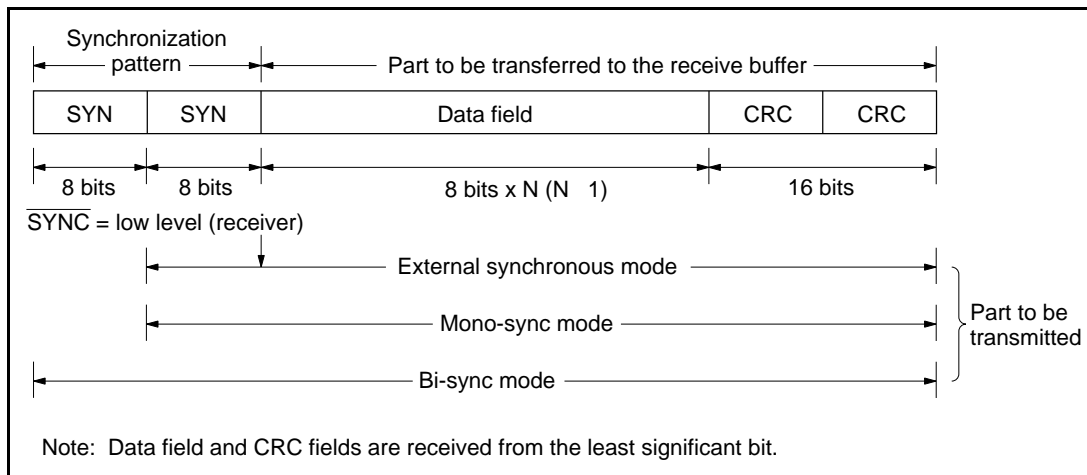 Synchronization
pattern
Part to be transferred to the receive buffer
SYN SYN Data field CRC CRC
8 bits 8 bits 8 bits x N (N 1) 16 bits
SYNC = low level (receiver)
External synchronous mode
Mono-sync mode
Bi-sync mode
Part to be
transmitted
Note: Data field and CRC fields are received from the least significant bit.